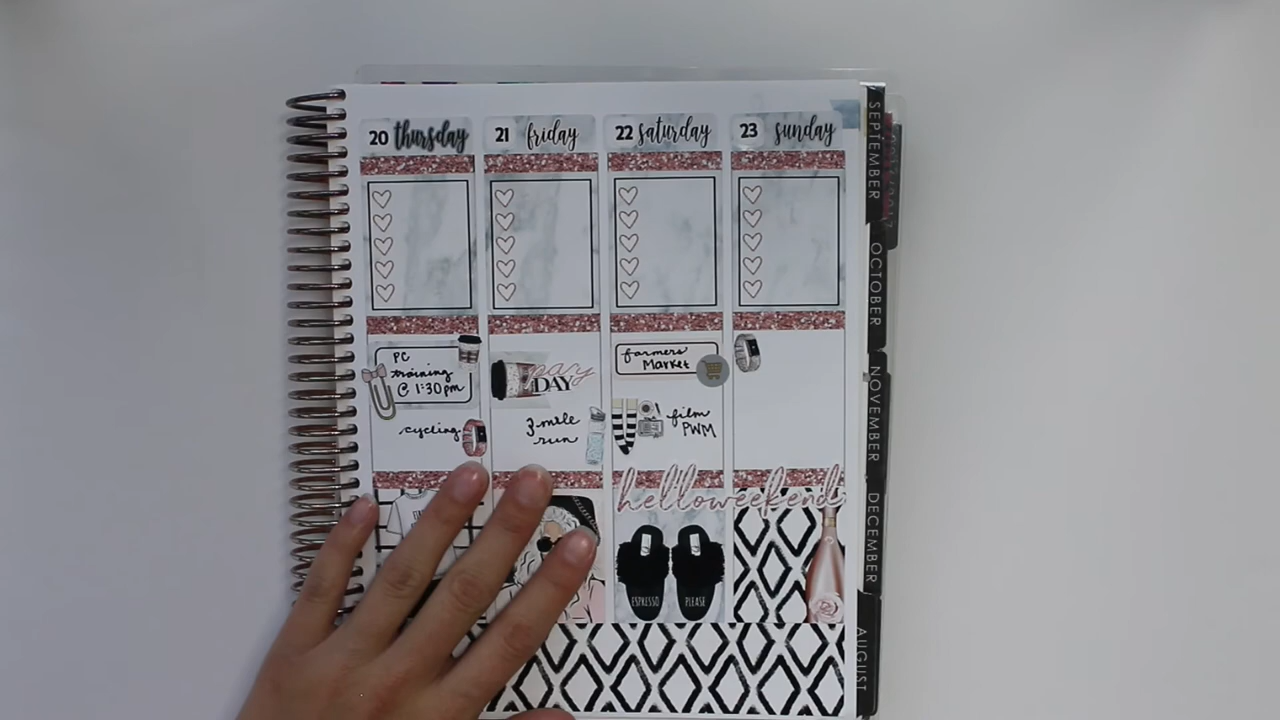 20 thursday
21 friday
22 saturday
23 sunday
PC
training
@ 1:30pm
cycling
pay
DAY
3 mile
run
farmers
Market
film
PWM
helloweekend
ESPRESSO
PLEASE
SEPTEMBER
OCTOBER
NOVEMBER
DECEMBER
AUGUST